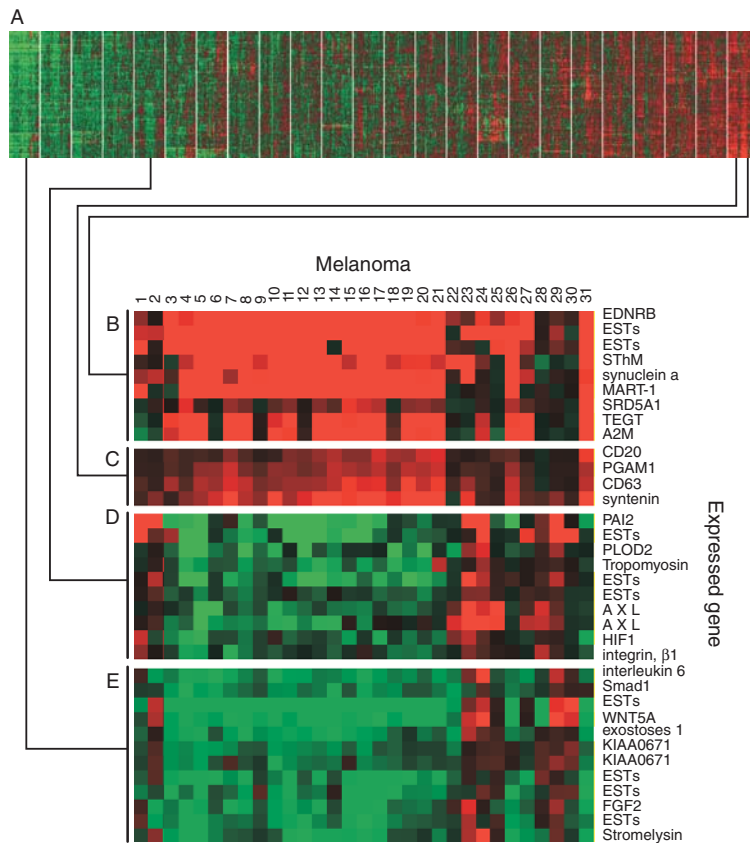 A
Melanoma
1 2 3 4 5 6 7 8 9 10 11 12 13 14 15 16 17 18 19 20 21 22 23 24 25 26 27 28 29 30 31
B
EDNRB
ESTs
ESTs
SThM
synuclein a
MART-1
SRD5A1
TEGT
A2M
C
CD20
PGAM1
CD63
syntenin
D
PAI2
ESTs
PLOD2
Tropomyosin
ESTs
ESTs
A X L
A X L
HIF1
integrin, β1
E
interleukin 6
Smad1
ESTs
WNT5A
exostoses 1
KIAA0671
KIAA0671
ESTs
ESTs
FGF2
ESTs
Stromelysin
Expressed gene